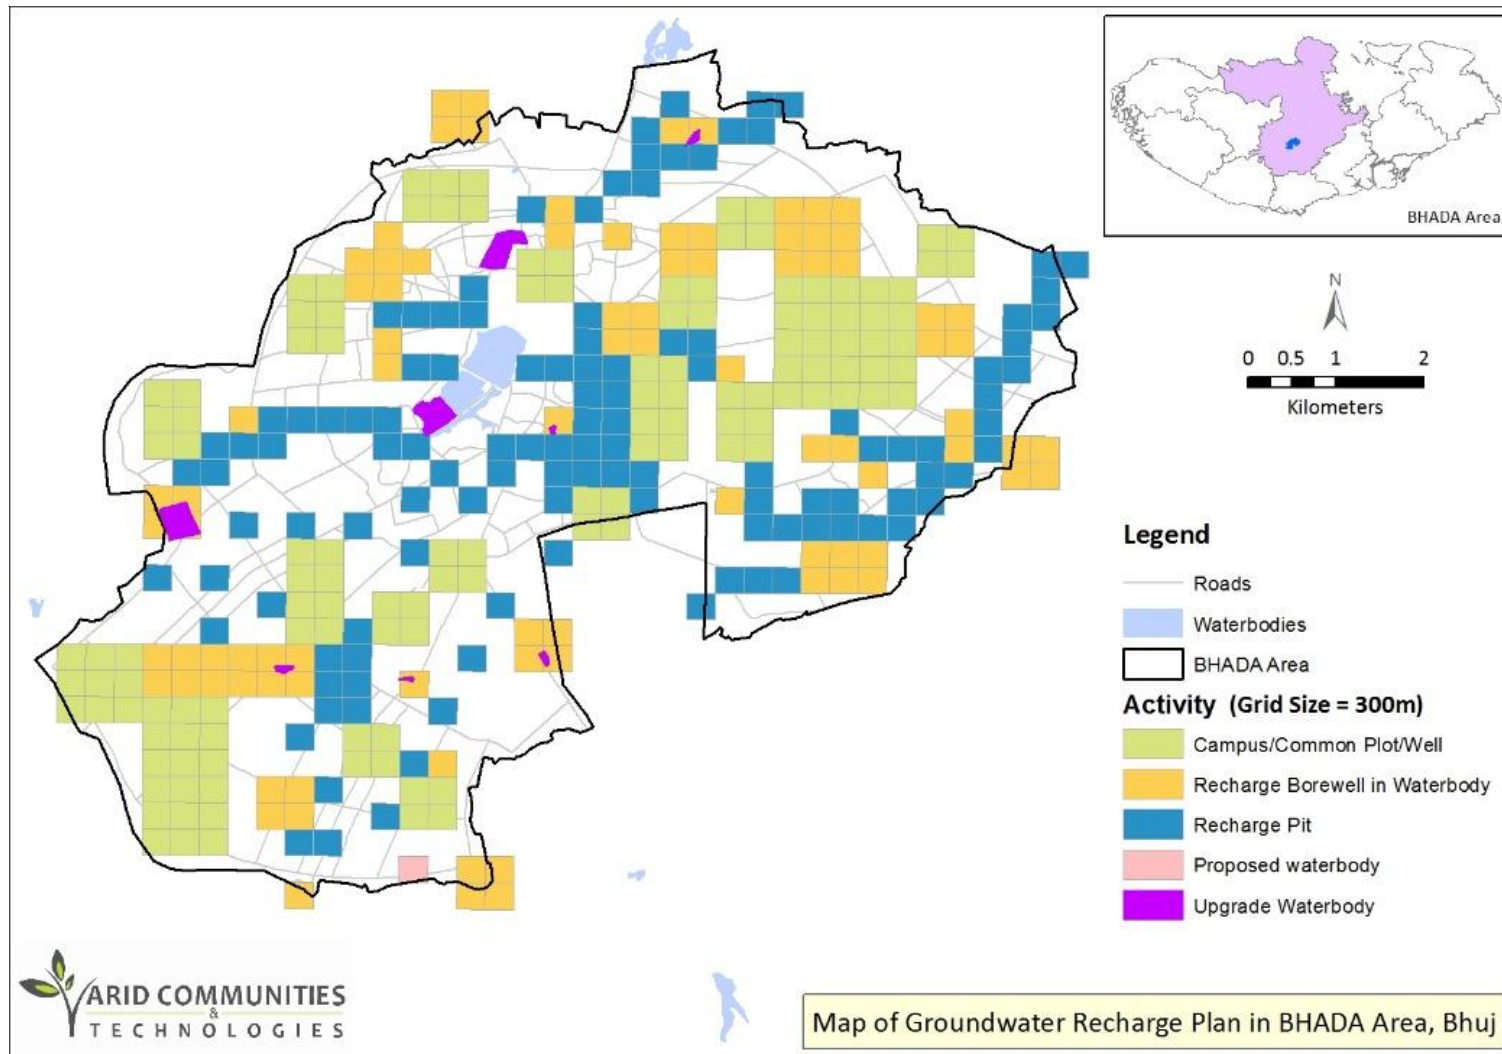 BHADA Area
N
0 0.5 1 2
Kilometers
Legend
Roads
Waterbodies
BHADA Area
Activity (Grid Size = 300m)
Campus/Common Plot/Well
Recharge Borewell in Waterbody
Recharge Pit
Proposed waterbody
Upgrade Waterbody
ARID COMMUNITIES
&
TECHNOLOGIES
Map of Groundwater Recharge Plan in BHADA Area, Bhuj